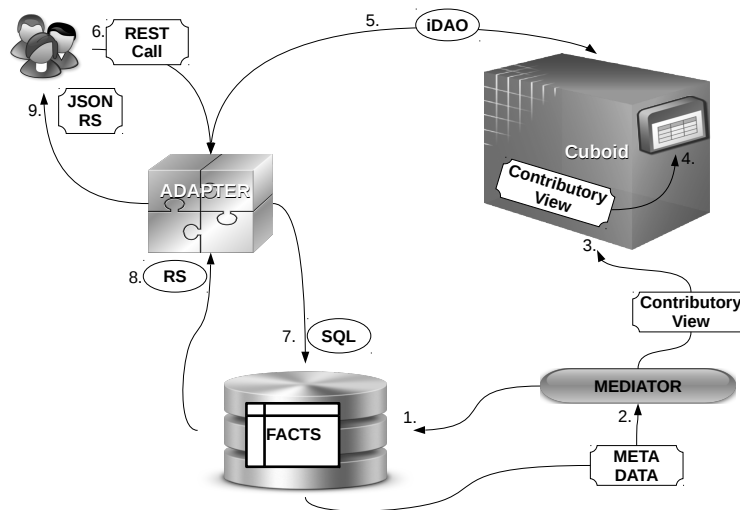 5.
iDAO
6.
REST
Call
9.
JSON
RS
Cuboid
4.
Contributory
View
ADAPTER
3.
8.
RS
Contributory
View
7.
SQL
MEDIATOR
1.
2.
FACTS
META
DATA